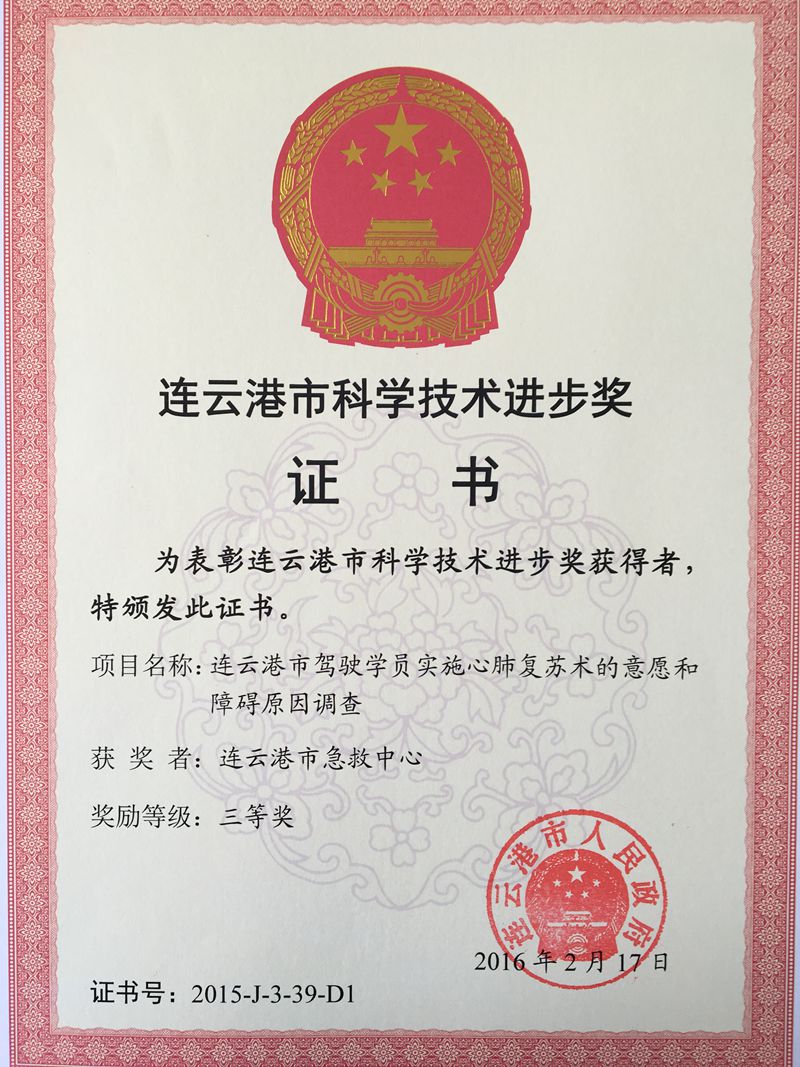 连云港市科学技术进步奖
证 书
为表彰连云港市科学技术进步奖获得者，
特颁发此证书。
项目名称：连云港市驾驶学员实施心肺复苏术的意愿和
障碍原因调查
获 奖 者：连云港市急救中心
奖励等级：三等奖
连云港市人民政府
2016 年 2 月 17 日
证书号：2015-J-3-39-D1